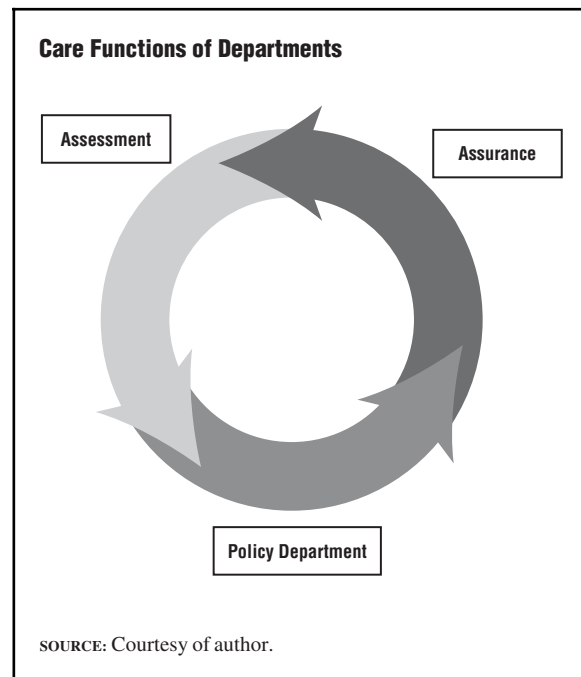 Care Functions of Departments
Assessment
Assurance
Policy Department
SOURCE: Courtesy of author.